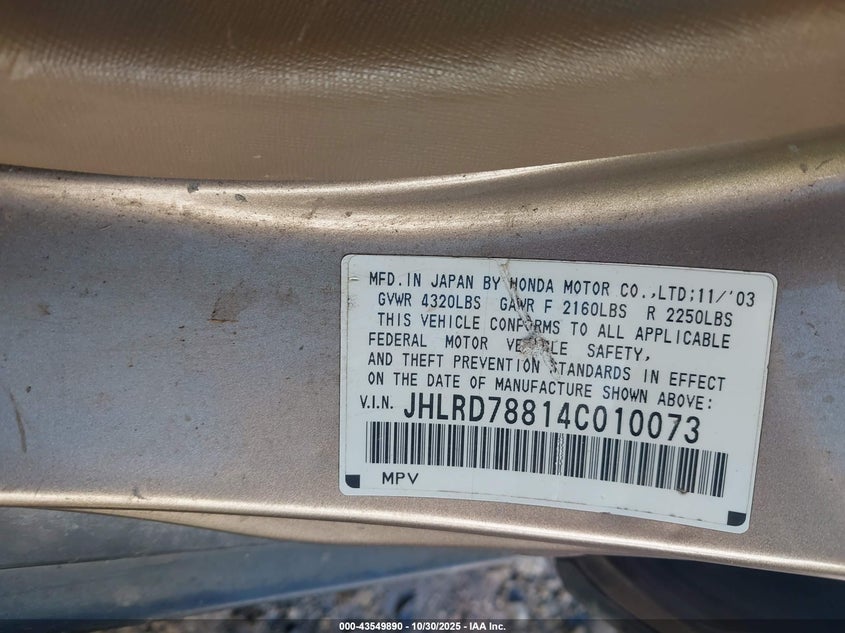 MFD.IN JAPAN BY HONDA MOTOR CO.,LTD;11/'03
GVWR 4320LBS GAWR F 2160LBS R 2250LBS
THIS VEHICLE CONFORMS TO ALL APPLICABLE
FEDERAL MOTOR VEHICLE SAFETY,
AND THEFT PREVENTION STANDARDS IN EFFECT
ON THE DATE OF MANUFACTURE SHOWN ABOVE:
V.I.N. JHLRD78814C010073
MPV
000-43549890 - 10/30/2025 - IAA Inc.